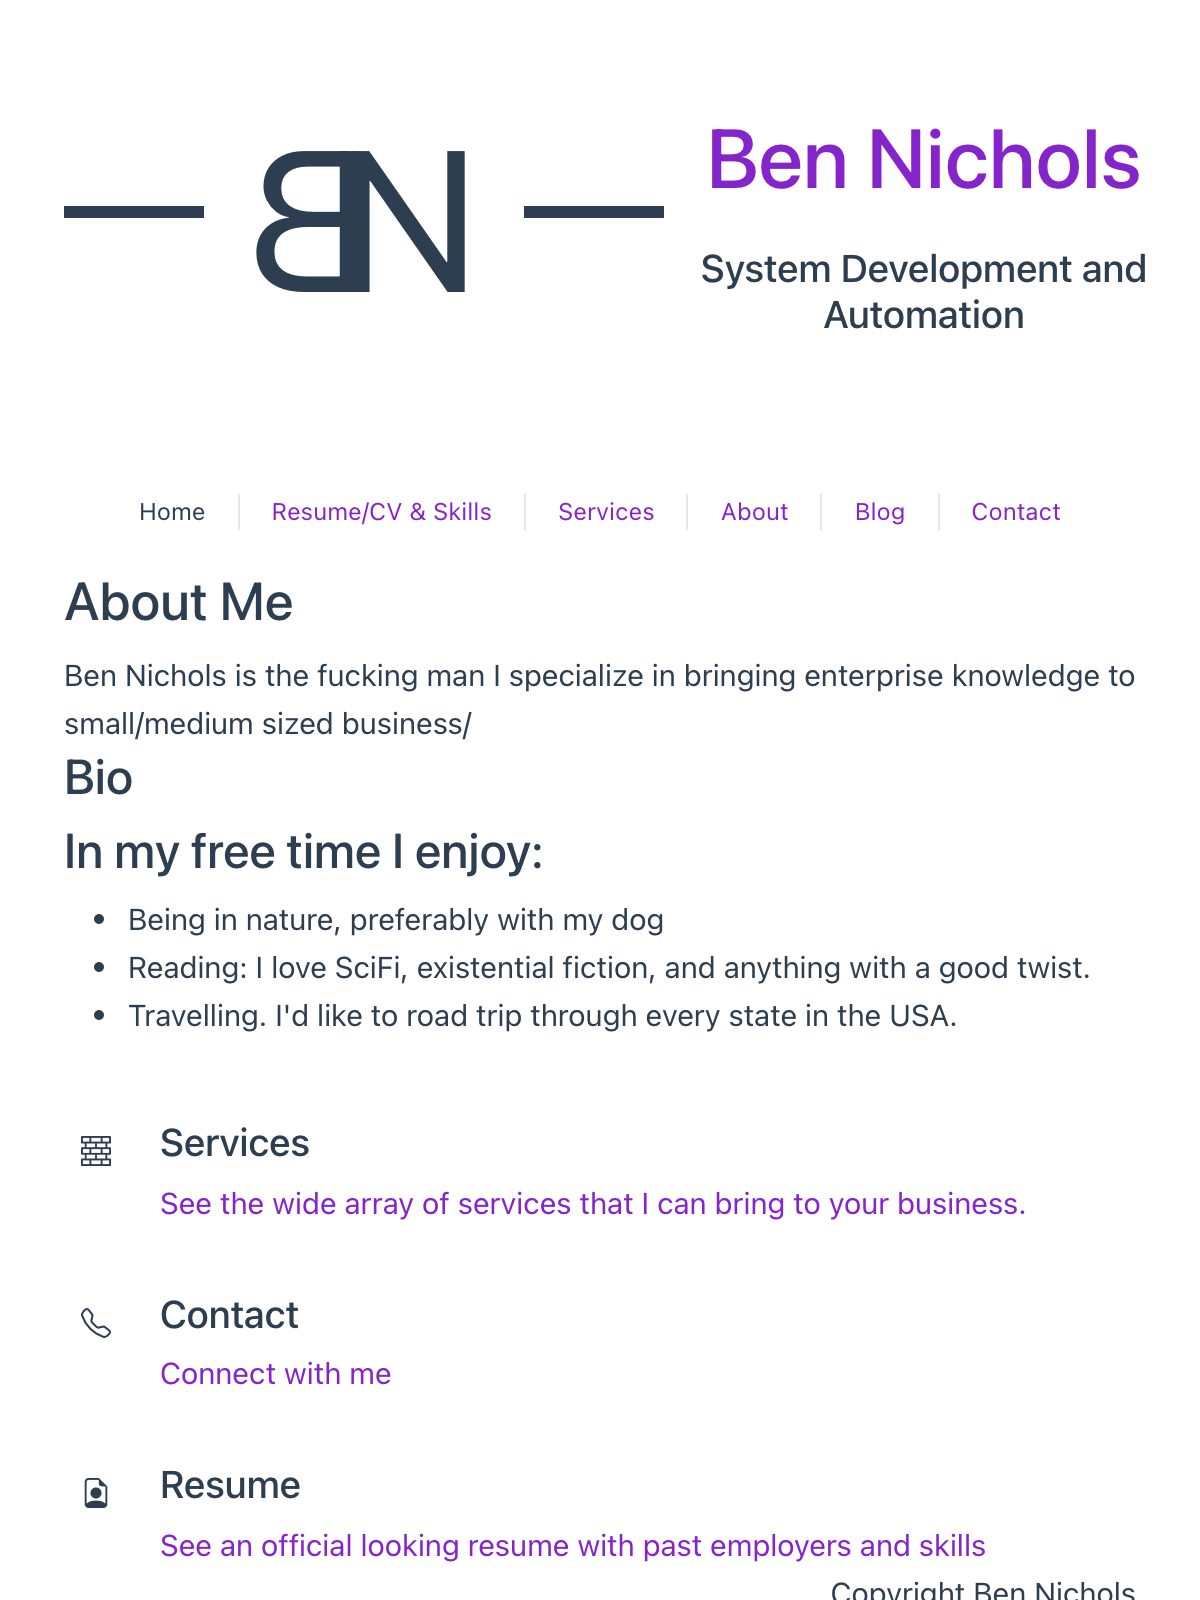 BN
Ben Nichols
System Development and
Automation
Home
Resume/CV & Skills
Services
About
Blog
Contact
About Me
Ben Nichols is the fucking man I specialize in bringing enterprise knowledge to
small/medium sized business/
Bio
In my free time I enjoy:
Being in nature, preferably with my dog
Reading: I love SciFi, existential fiction, and anything with a good twist.
Travelling. I'd like to road trip through every state in the USA.
Services
See the wide array of services that I can bring to your business.
Contact
Connect with me
Resume
See an official looking resume with past employers and skills
Copyright Ben Nichols